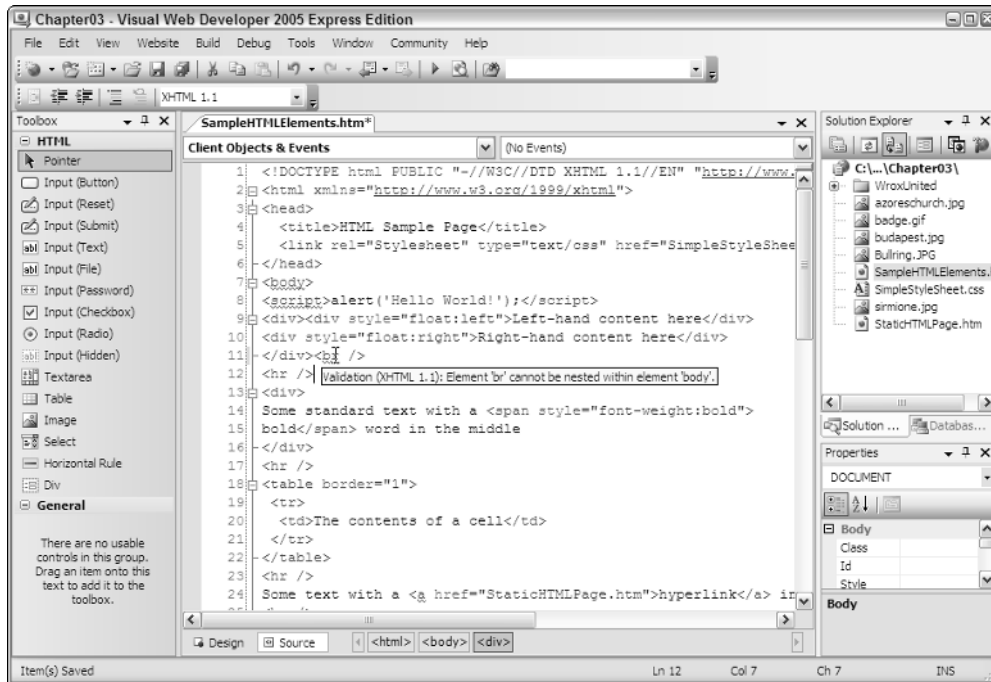 Chapter03 - Visual Web Developer 2005 Express Edition
File Edit View Website Build Debug Tools Window Community Help
XHTML 1.1
Toolbox
HTML
Pointer
Input (Button)
Input (Reset)
Input (Submit)
Input (Text)
Input (File)
Input (Password)
Input (Checkbox)
Input (Radio)
Input (Hidden)
Textarea
Table
Image
Select
Horizontal Rule
Div
General
There are no usable
controls in this group.
Drag an item onto this
text to add it to the
toolbox.
SampleHTMLElements.htm*
Client Objects & Events (No Events)
1 <!DOCTYPE html PUBLIC "-//W3C//DTD XHTML 1.1//EN" "http://www.
2 <html xmlns="http://www.w3.org/1999/xhtml">
3 <head>
4 <title>HTML Sample Page</title>
5 <link rel="Stylesheet" type="text/css" href="SimpleStyleShee
6 </head>
7 <body>
8 <script>alert('Hello World!');</script>
9 <div><div style="float:left">Left-hand content here</div>
10 <div style="float:right">Right-hand content here</div>
11 </div><br />
12 <hr />
Validation (XHTML 1.1): Element 'br' cannot be nested within element 'body'.
13 <div>
14 Some standard text with a <span style="font-weight:bold">
15 bold</span> word in the middle
16 </div>
17 <hr />
18 <table border="1">
19 <tr>
20 <td>The contents of a cell</td>
21 </tr>
22 </table>
23 <hr />
24 Some text with a <a href="StaticHTMLPage.htm">hyperlink</a> in
Design Source <html> <body> <div>
Solution Explorer
C:\...\Chapter03\
WroxUnited
azoreschurch.jpg
badge.gif
budapest.jpg
Bullring.JPG
SampleHTMLElements.
SimpleStyleSheet.css
sirmione.jpg
StaticHTMLPage.htm
Solution ... Databas...
Properties
DOCUMENT
Body
Class
Id
Style
Body
Item(s) Saved Ln 12 Col 7 Ch 7 INS